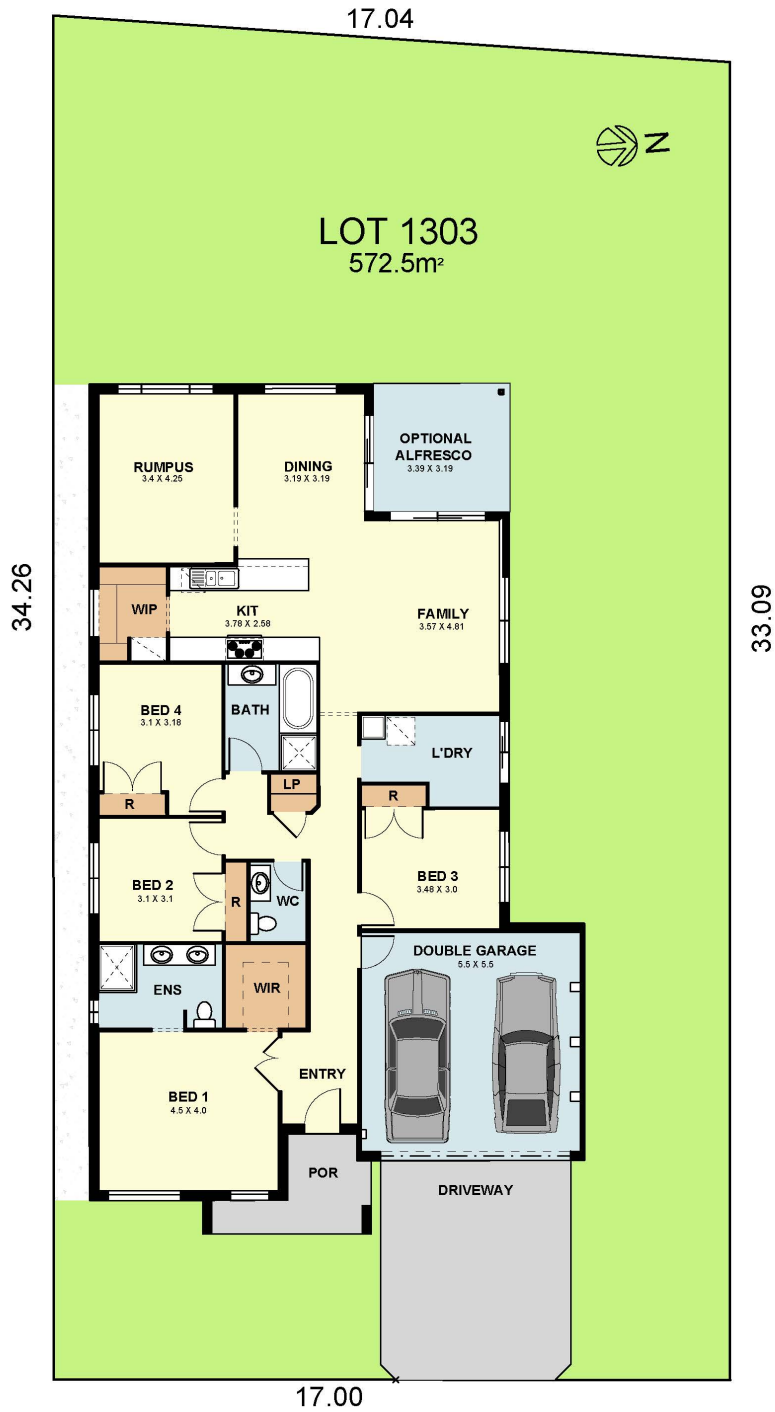 17.04
N
LOT 1303
572.5m²
RUMPUS
3.4 X 4.25
DINING
3.19 X 3.19
OPTIONAL
ALFRESCO
3.39 X 3.19
34.26
33.09
WIP
KIT
3.78 X 2.58
FAMILY
3.57 X 4.81
BED 4
3.1 X 3.18
BATH
L'DRY
R
LP
R
BED 2
3.1 X 3.1
R
WC
BED 3
3.48 X 3.0
ENS
WIR
DOUBLE GARAGE
5.5 X 5.5
BED 1
4.5 X 4.0
ENTRY
POR
DRIVEWAY
17.00